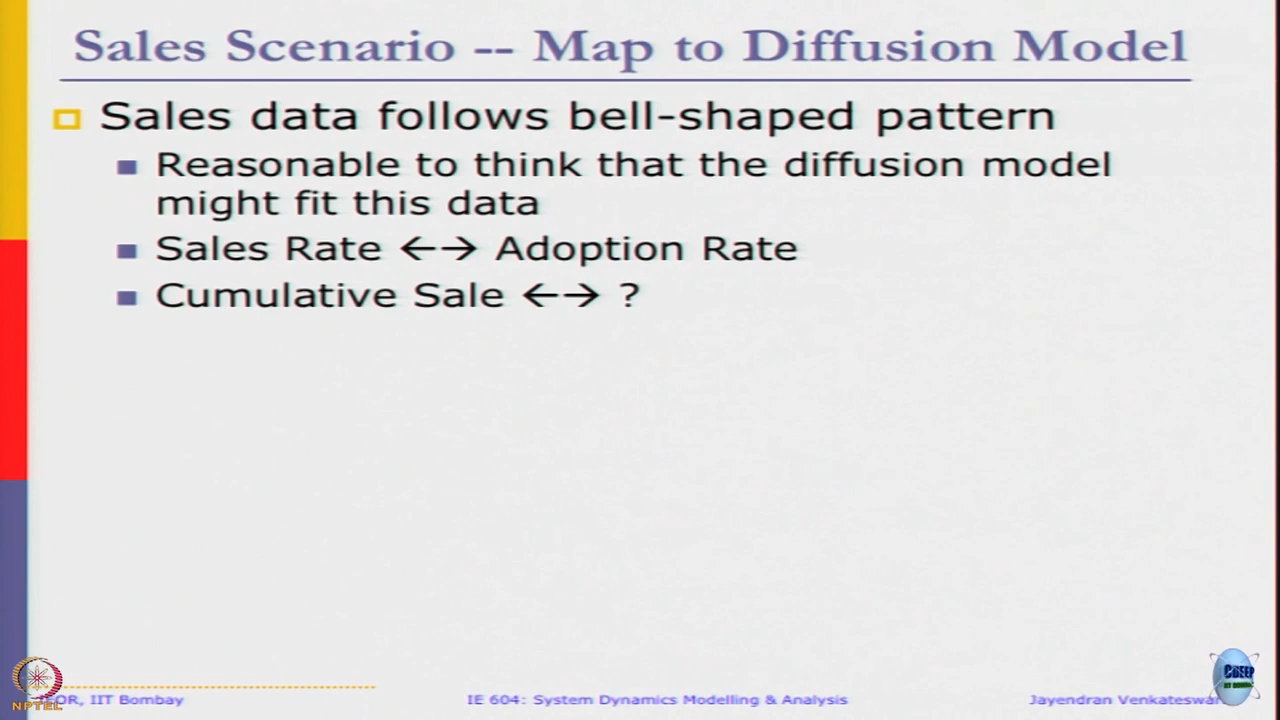 Sales Scenario -- Map to Diffusion Model
Sales data follows bell-shaped pattern
Reasonable to think that the diffusion model
might fit this data
Sales Rate ←→ Adoption Rate
Cumulative Sale ←→ ?
IIT Bombay
IE 604: System Dynamics Modelling & Analysis
Jayendran
NPTEL